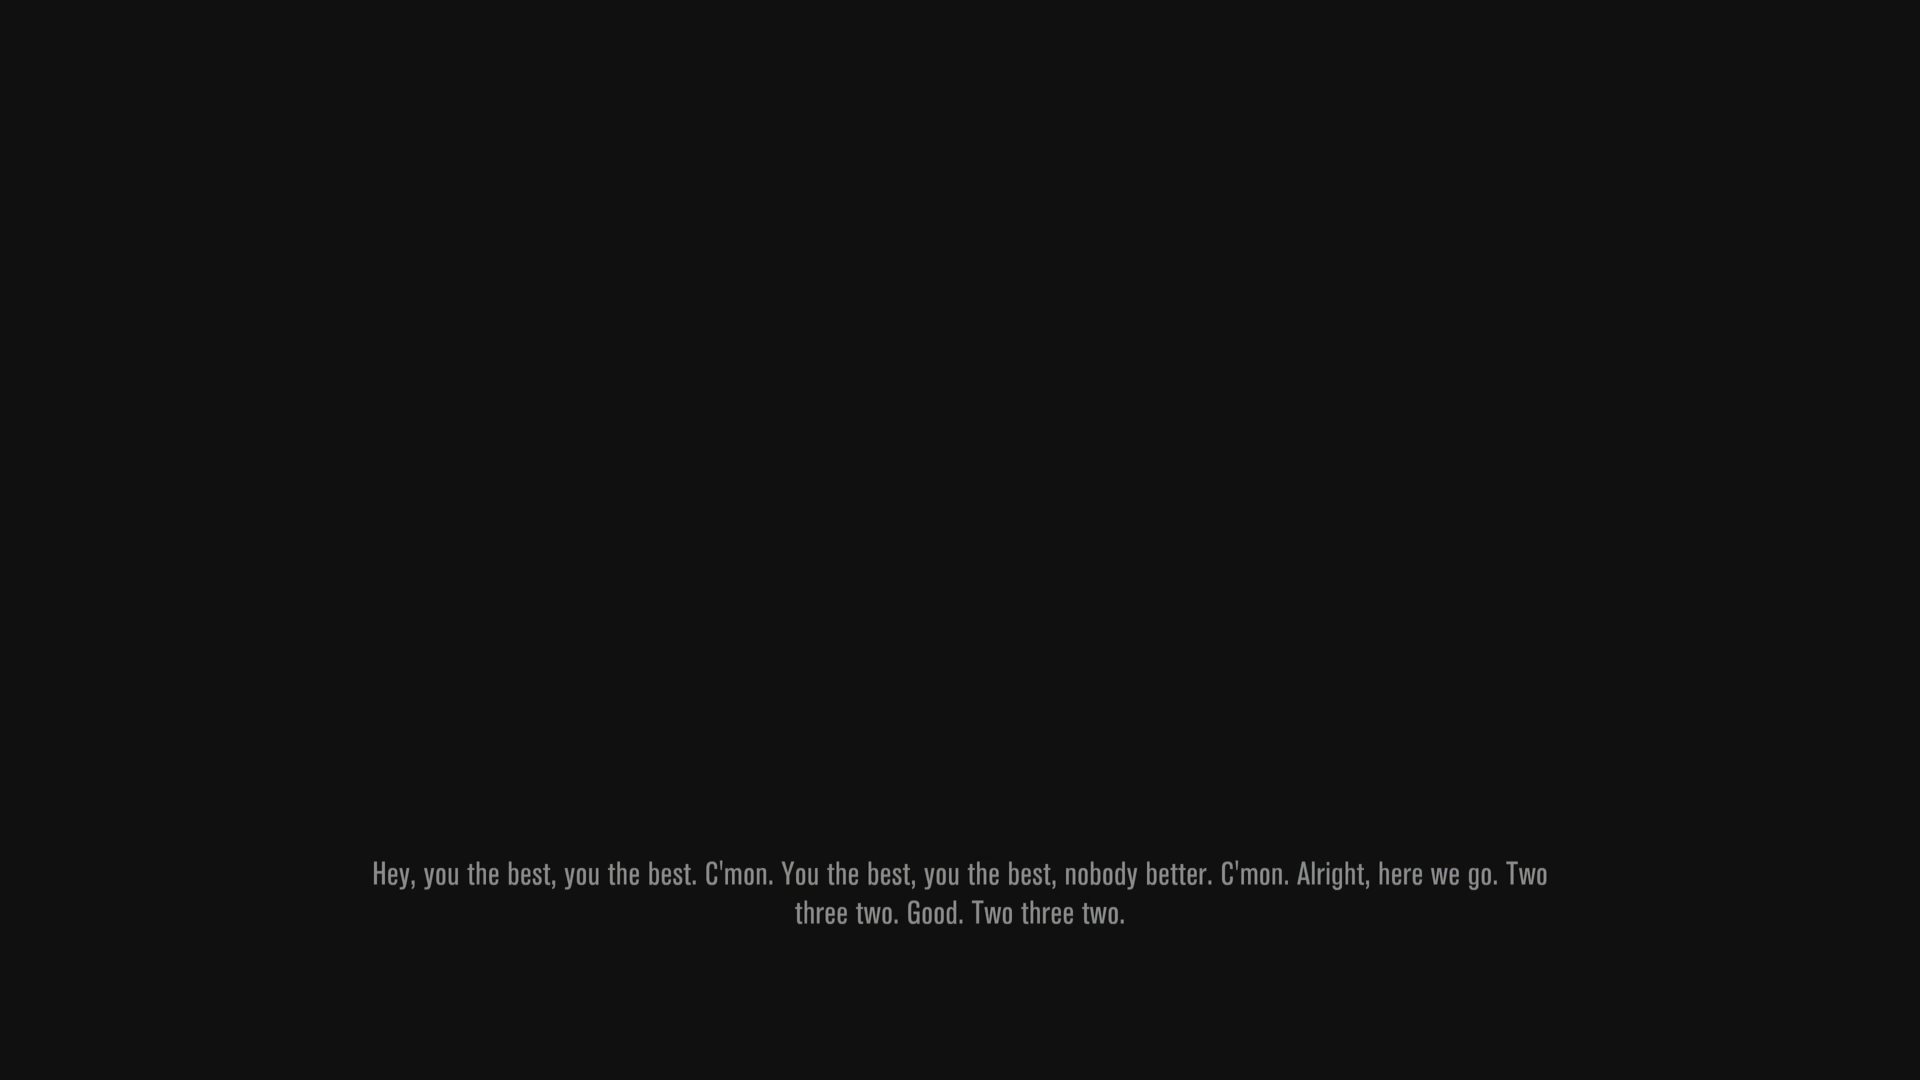 Hey, you the best, you the best. C'mon. You the best, you the best, nobody better. C'mon. Alright, here we go. Two
three two. Good. Two three two.